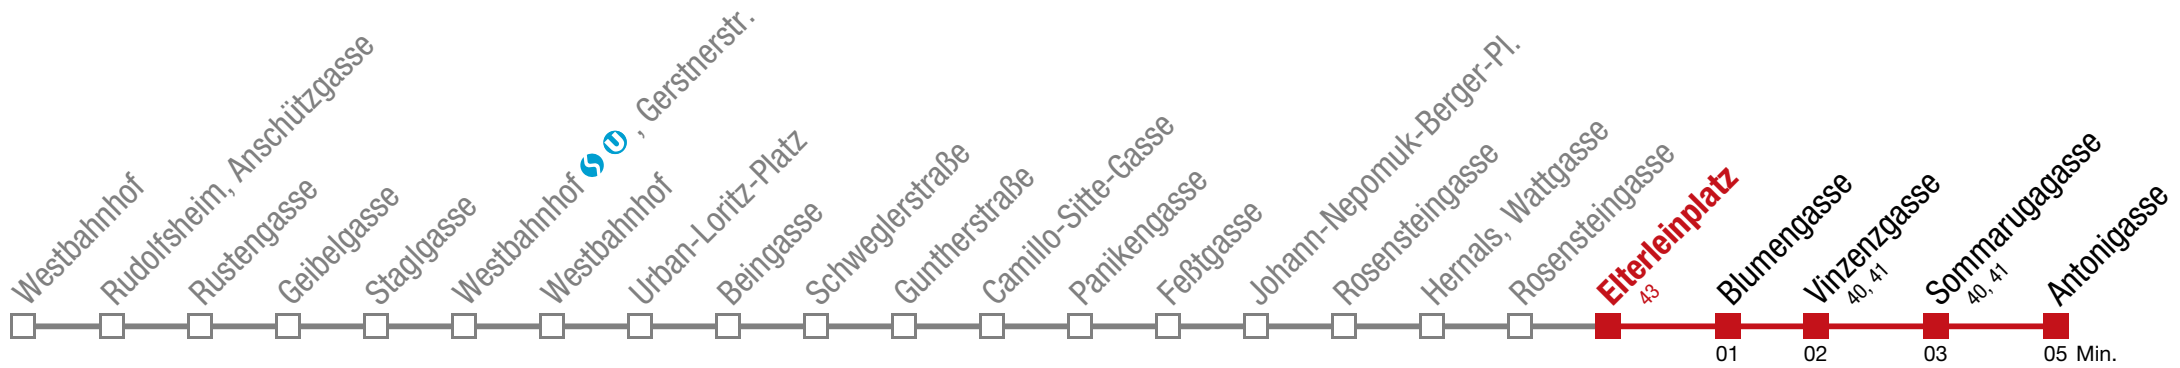 Westbahnhof
Rudolfsheim, Anschützgasse
Rustengasse
Geibelgasse
Staglgasse
Westbahnhof S U , Gerstnerstr.
Westbahnhof
Urban-Loritz-Platz
Beingasse
Schweglerstraße
Guntherstraße
Camillo-Sitte-Gasse
Panikengasse
Feßtgasse
Johann-Nepomuk-Berger-Pl.
Rosensteingasse
Hernals, Wattgasse
Rosensteingasse
Elterleinplatz
43
Blumengasse
Vinzenzgasse
40, 41
Sommarugagasse
40, 41
Antonigasse
01 02 03 05 Min.